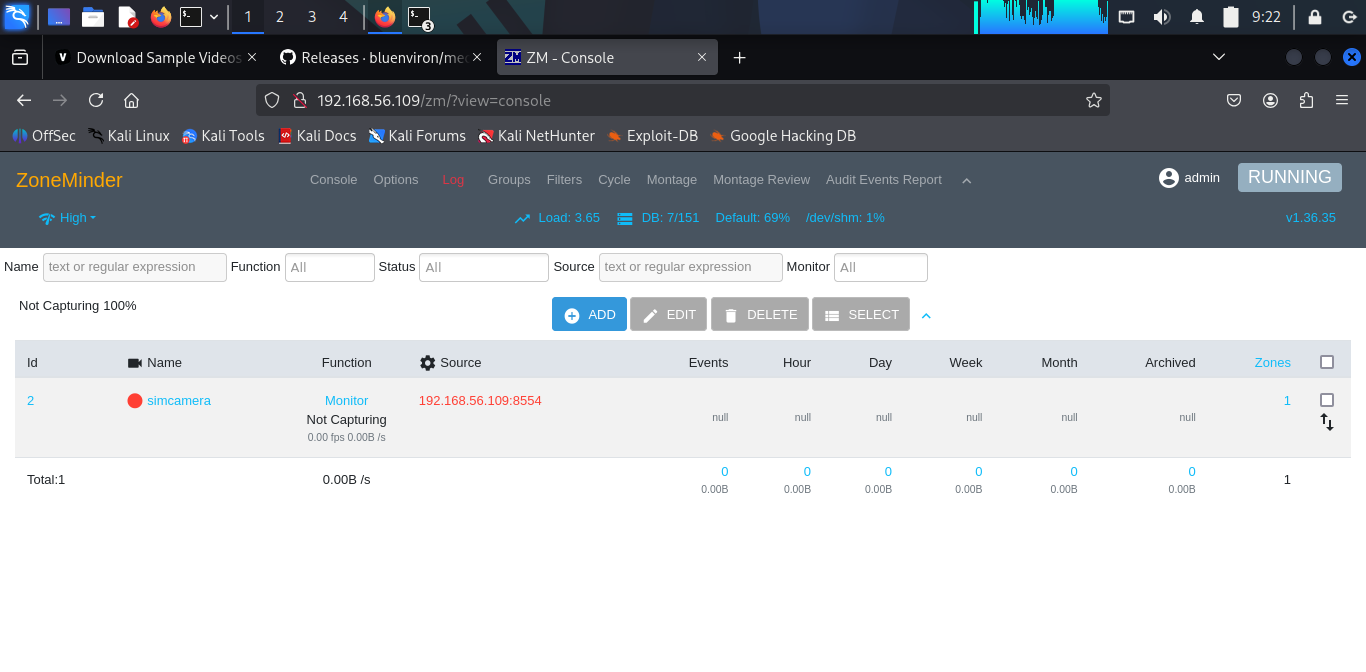 1 2 3 4 3 9:22
Download Sample Videos Releases · bluenviron/med ZM - Console
192.168.56.109/zm/?view=console
OffSec Kali Linux Kali Tools Kali Docs Kali Forums Kali NetHunter Exploit-DB Google Hacking DB
ZoneMinder Console Options Log Groups Filters Cycle Montage Montage Review Audit Events Report admin RUNNING
High Load: 3.65 DB: 7/151 Default: 69% /dev/shm: 1% v1.36.35
Name text or regular expression Function All Status All Source text or regular expression Monitor All
Not Capturing 100% ADD EDIT DELETE SELECT
Id Name Function Source Events Hour Day Week Month Archived Zones
2 simcamera Monitor 192.168.56.109:8554 1
Not Capturing null null null null null null
0.00 fps 0.00B /s
Total:1 0.00B /s 0 0 0 0 0 0 1
0.00B 0.00B 0.00B 0.00B 0.00B 0.00B